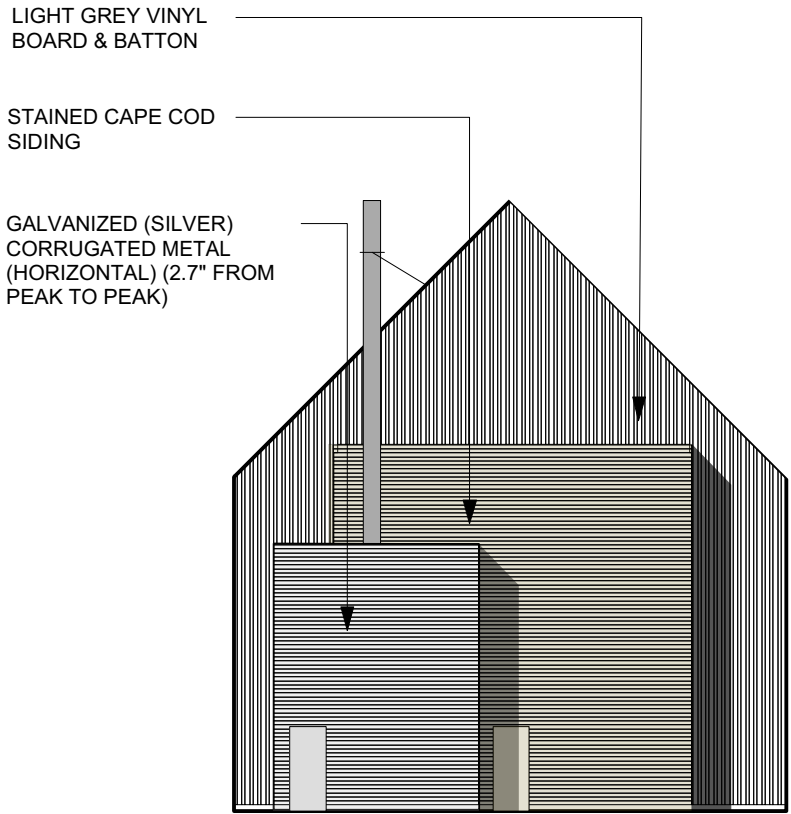 LIGHT GREY VINYL
BOARD & BATTON
STAINED CAPE COD
SIDING
GALVANIZED (SILVER)
CORRUGATED METAL
(HORIZONTAL) (2.7" FROM
PEAK TO PEAK)